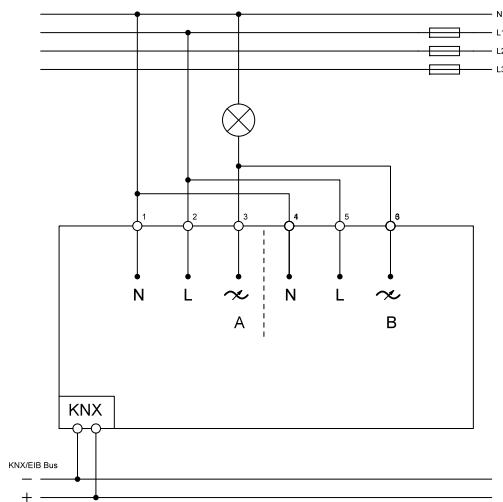 N
L1
L2
L3
1 2 3 4 5 6
N L N L
A B
KNX
KNX/EIB Bus
−
+